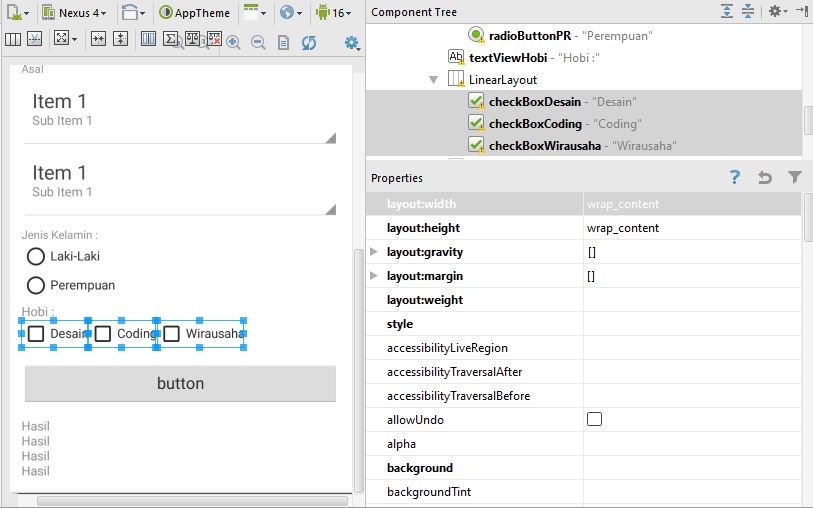 Nexus 4
AppTheme
16
Asal
Item 1
Sub Item 1
Item 1
Sub Item 1
Jenis Kelamin :
Laki-Laki
Perempuan
Hobi :
Desain
Coding
Wirausaha
button
Hasil
Hasil
Hasil
Hasil
Component Tree
radioButtonPR - "Perempuan"
Ab textViewHobi - "Hobi :"
LinearLayout
checkBoxDesain - "Desain"
checkBoxCoding - "Coding"
checkBoxWirausaha - "Wirausaha"
Properties ?
layout:width wrap_content
layout:height wrap_content
layout:gravity []
layout:margin []
layout:weight
style
accessibilityLiveRegion
accessibilityTraversalAfter
accessibilityTraversalBefore
allowUndo
alpha
background
backgroundTint